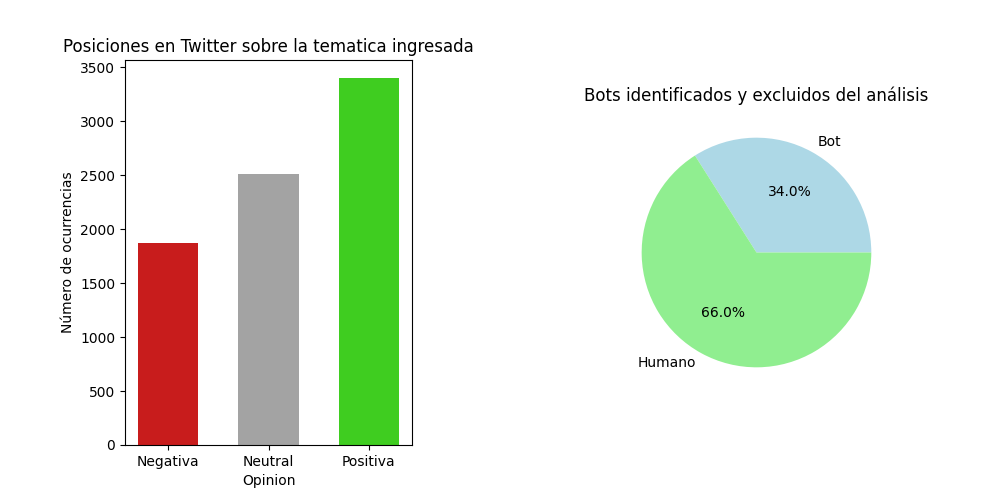 Posiciones en Twitter sobre la tematica ingresada
3500
3000
2500
2000
1500
1000
500
0
Número de ocurrencias
Negativa
Neutral
Positiva
Opinion
Bots identificados y excluidos del análisis
Bot
34.0%
66.0%
Humano